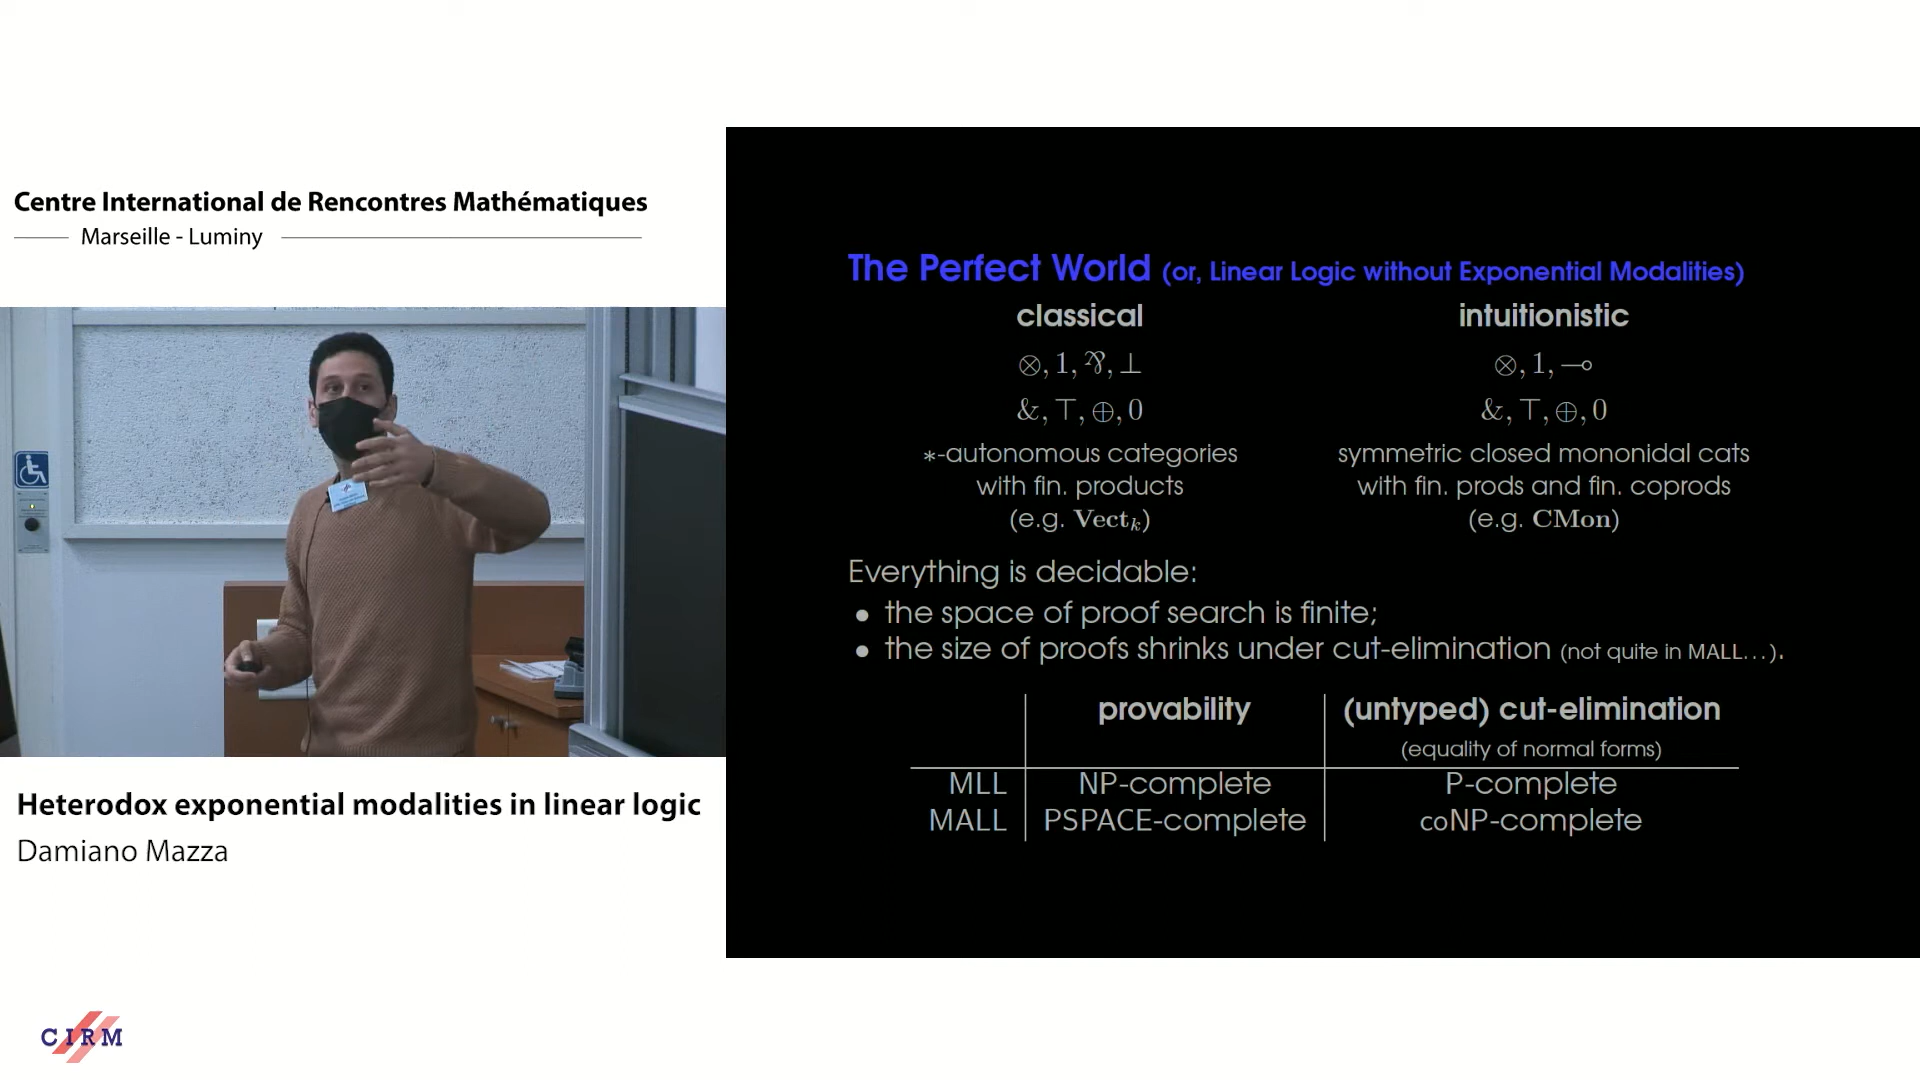 Centre International de Rencontres Mathématiques
Marseille - Luminy
Heterodox exponential modalities in linear logic
Damiano Mazza
CIRM
The Perfect World (or, Linear Logic without Exponential Modalities)
classical intuitionistic
⊗, 1, ⅋, ⊥ ⊗, 1, ⊸
&, ⊤, ⊕, 0 &, ⊤, ⊕, 0
∗-autonomous categories symmetric closed mononidal cats
with fin. products with fin. prods and fin. coprods
(e.g. Vectₖ) (e.g. CMon)
Everything is decidable:
• the space of proof search is finite;
• the size of proofs shrinks under cut-elimination (not quite in MALL...).
provability (untyped) cut-elimination
(equality of normal forms)
MLL NP-complete P-complete
MALL PSPACE-complete coNP-complete